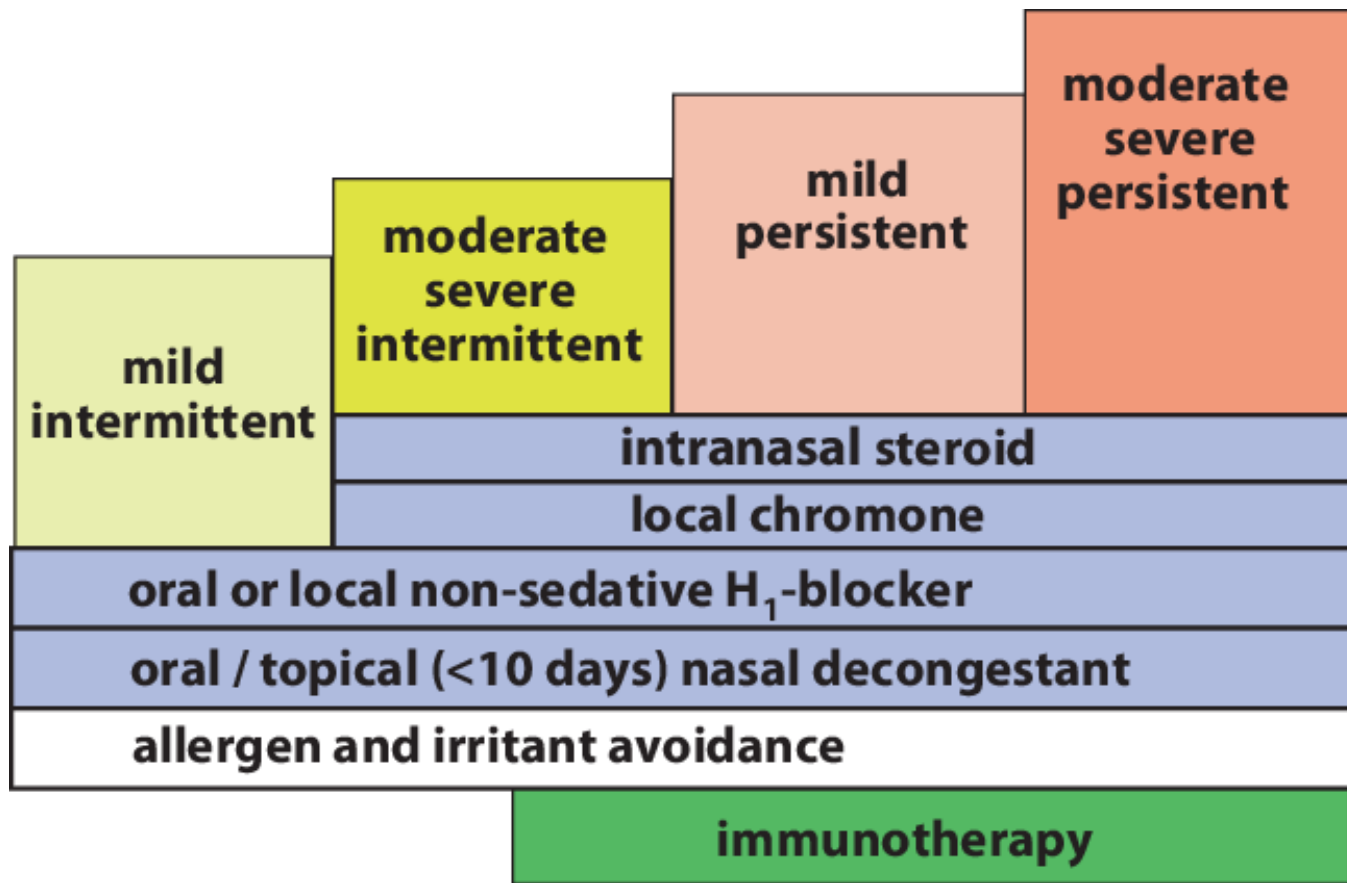 moderate
severe
persistent
mild
persistent
moderate
severe
intermittent
mild
intermittent
intranasal steroid
local chromone
oral or local non-sedative H₁-blocker
oral / topical (<10 days) nasal decongestant
allergen and irritant avoidance
immunotherapy